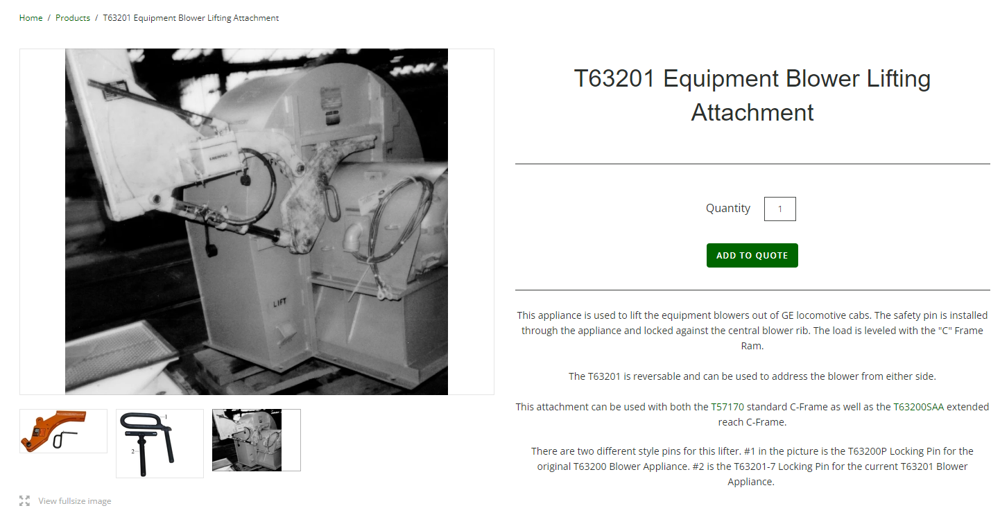 Home / Products / T63201 Equipment Blower Lifting Attachment
ENERPAC
LIFT
1
2
View fullsize image
T63201 Equipment Blower Lifting
Attachment
Quantity 1
ADD TO QUOTE
This appliance is used to lift the equipment blowers out of GE locomotive cabs. The safety pin is installed
through the appliance and locked against the central blower rib. The load is leveled with the "C" Frame
Ram.
The T63201 is reversable and can be used to address the blower from either side.
This attachment can be used with both the T57170 standard C-Frame as well as the T63200SAA extended
reach C-Frame.
There are two different style pins for this lifter. #1 in the picture is the T63200P Locking Pin for the
original T63200 Blower Appliance. #2 is the T63201-7 Locking Pin for the current T63201 Blower
Appliance.